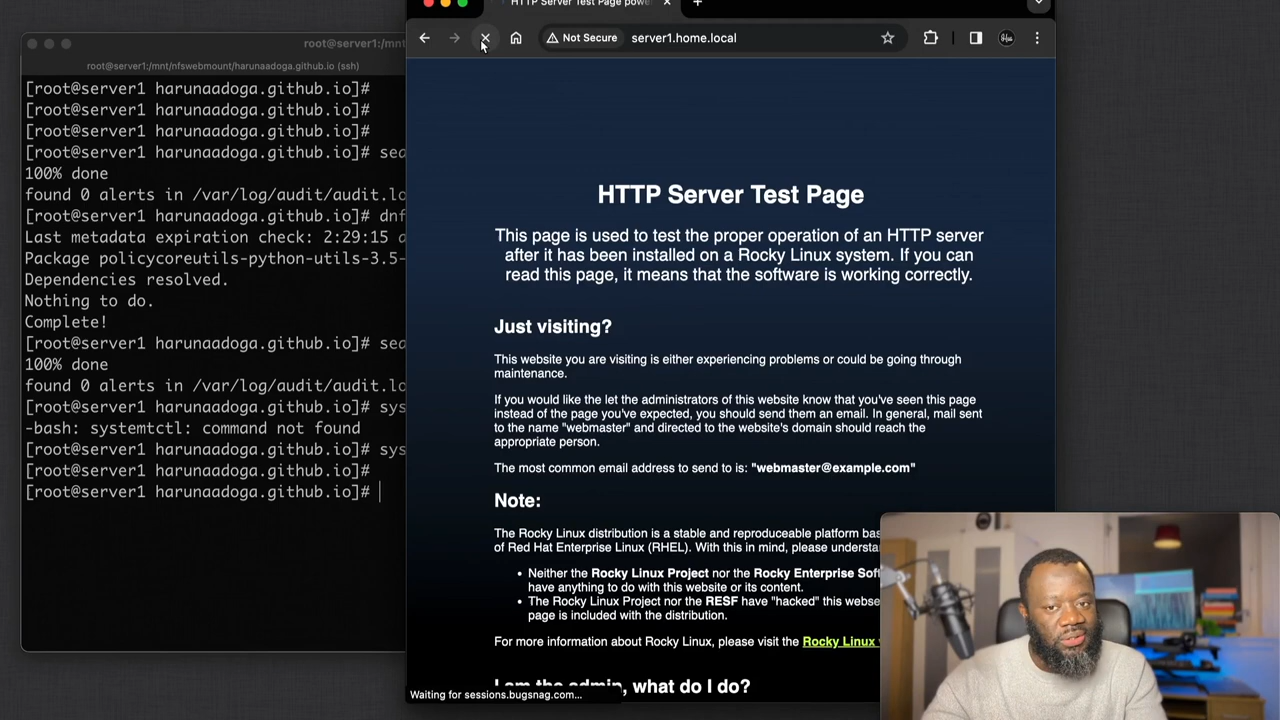 root@server1:/mnt
root@server1:/mnt/nfswebmount/harunaadoga.github.io (ssh)
[root@server1 harunaadoga.github.io]#
[root@server1 harunaadoga.github.io]#
[root@server1 harunaadoga.github.io]#
[root@server1 harunaadoga.github.io]# sea
100% done
found 0 alerts in /var/log/audit/audit.lo
[root@server1 harunaadoga.github.io]# dnf
Last metadata expiration check: 2:29:15 a
Package policycoreutils-python-utils-3.5-
Dependencies resolved.
Nothing to do.
Complete!
[root@server1 harunaadoga.github.io]# sea
100% done
found 0 alerts in /var/log/audit/audit.lo
[root@server1 harunaadoga.github.io]# sys
-bash: systemtctl: command not found
[root@server1 harunaadoga.github.io]# sys
[root@server1 harunaadoga.github.io]#
[root@server1 harunaadoga.github.io]#
HTTP Server Test Page powe
Not Secure server1.home.local
HTTP Server Test Page
This page is used to test the proper operation of an HTTP server
after it has been installed on a Rocky Linux system. If you can
read this page, it means that the software is working correctly.
Just visiting?
This website you are visiting is either experiencing problems or could be going through
maintenance.
If you would like the let the administrators of this website know that you've seen this page
instead of the page you've expected, you should send them an email. In general, mail sent
to the name "webmaster" and directed to the website's domain should reach the
appropriate person.
The most common email address to send to is: "webmaster@example.com"
Note:
The Rocky Linux distribution is a stable and reproduceable platform bas
of Red Hat Enterprise Linux (RHEL). With this in mind, please understa
• Neither the Rocky Linux Project nor the Rocky Enterprise Soft
have anything to do with this website or its content.
• The Rocky Linux Project nor the RESF have "hacked" this webse
page is included with the distribution.
For more information about Rocky Linux, please visit the Rocky Linux
I am the admin, what do I do?
Waiting for sessions.bugsnag.com...